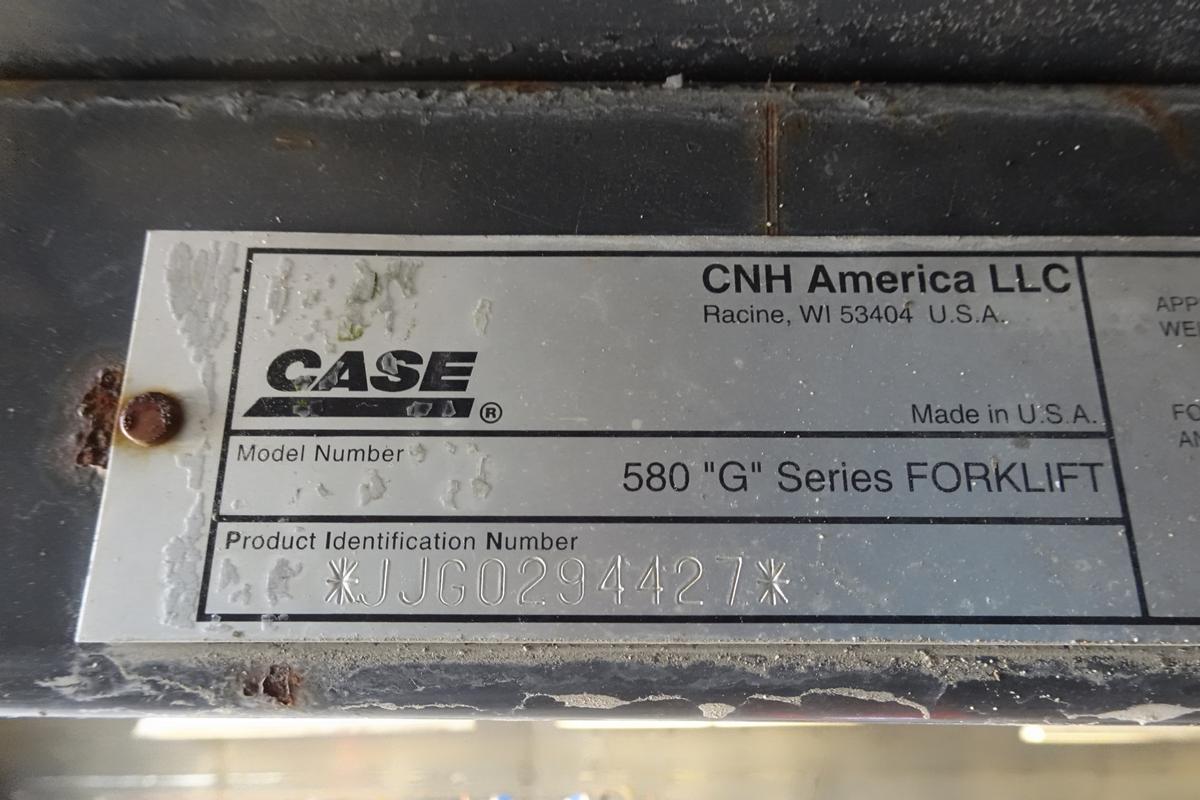 CNH America LLC
Racine, WI 53404 U.S.A.
CASE®
Made in U.S.A.
Model Number
580 "G" Series FORKLIFT
Product Identification Number
*JJG0294427*